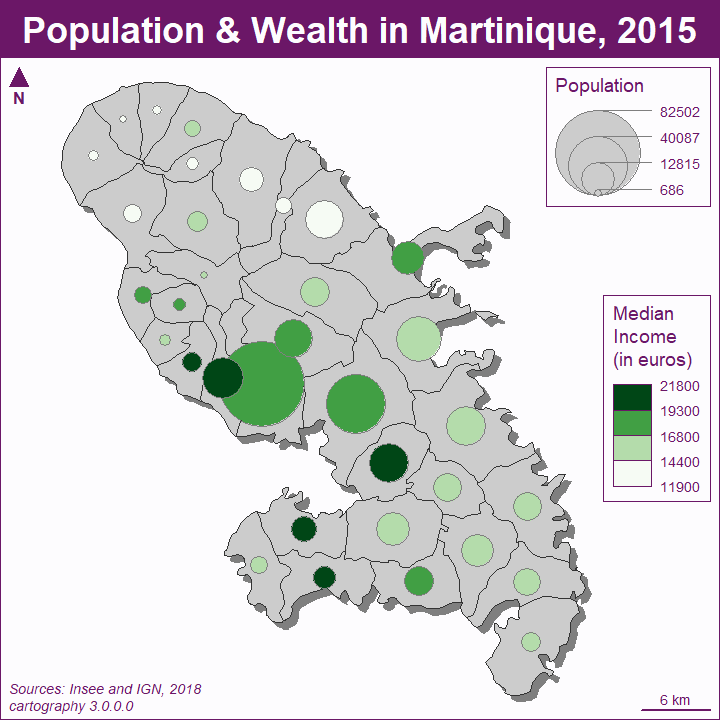 Population & Wealth in Martinique, 2015
N
Population
82502
40087
12815
686
Median
Income
(in euros)
21800
19300
16800
14400
11900
Sources: Insee and IGN, 2018
cartography 3.0.0.0
6 km